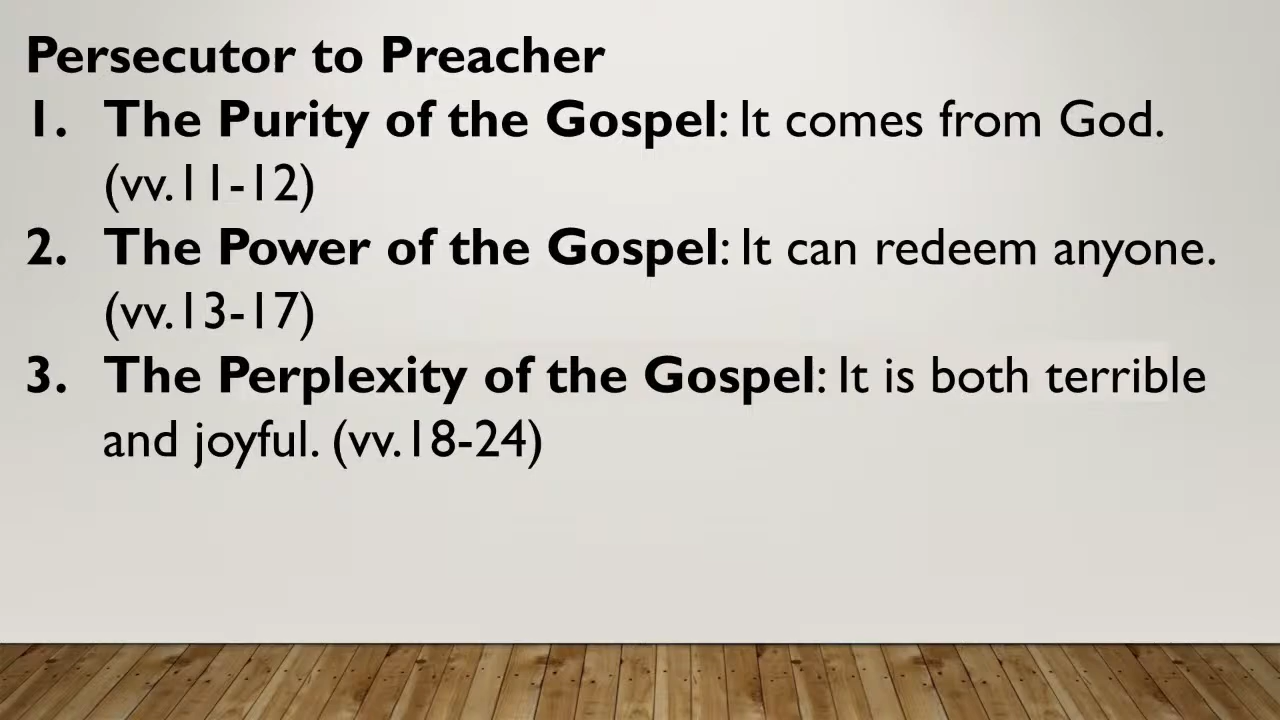 Persecutor to Preacher
1. The Purity of the Gospel: It comes from God.
(vv.11-12)
2. The Power of the Gospel: It can redeem anyone.
(vv.13-17)
3. The Perplexity of the Gospel: It is both terrible
and joyful. (vv.18-24)